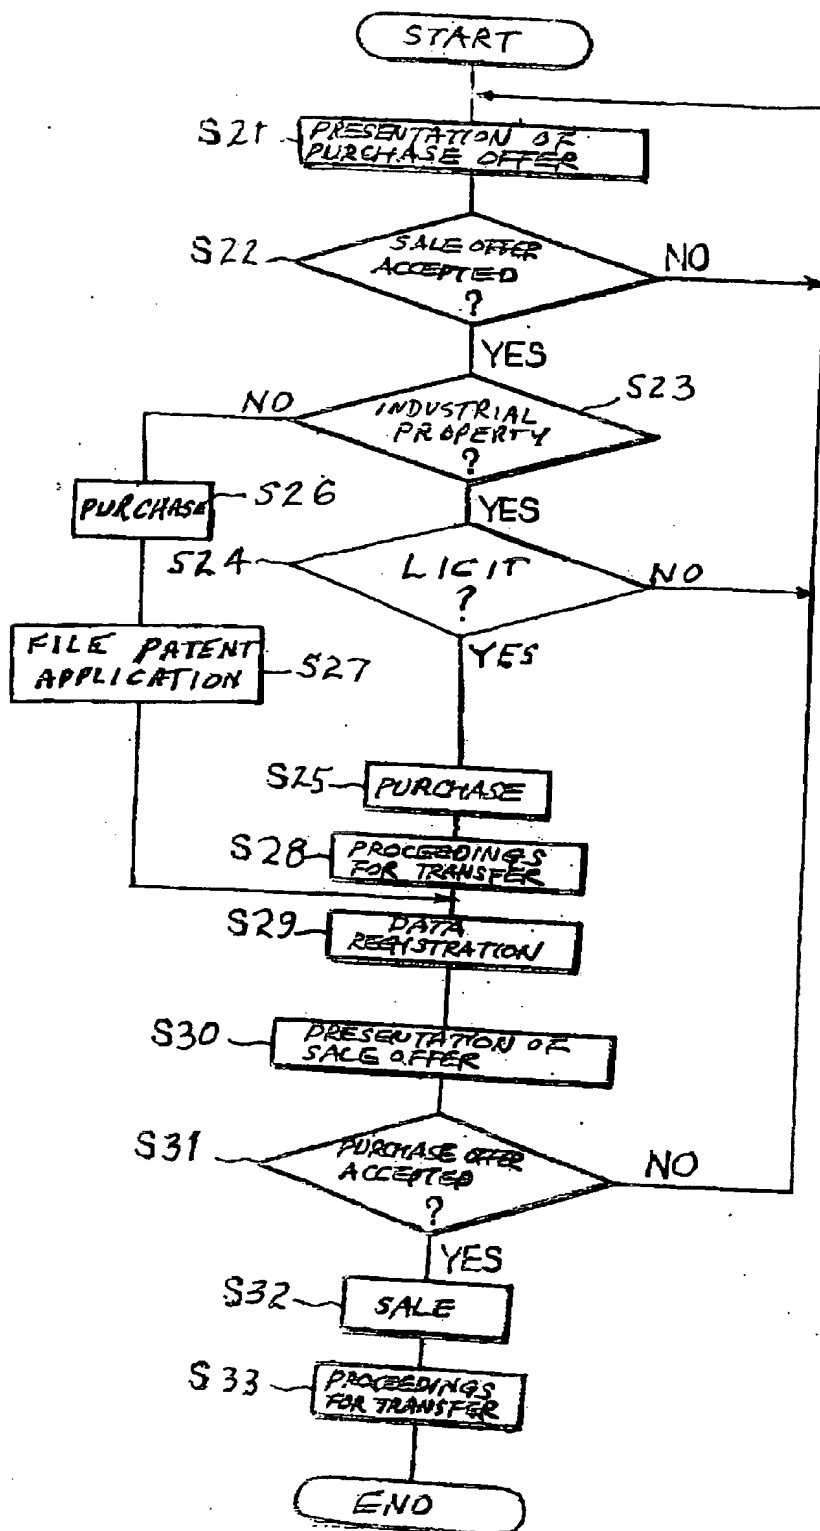 START
S21
PRESENTATION OF
PURCHASE OFFER
S22
SALE OFFER
ACCEPTED
?
NO
YES
S23
NO
INDUSTRIAL
PROPERTY
?
YES
PURCHASE
S26
S24
LICIT
?
NO
YES
FILE PATENT
APPLICATION
S27
S25
PURCHASE
S28
PROCEEDINGS
FOR TRANSFER
S29
DATA
REGISTRATION
S30
PRESENTATION OF
SALE OFFER
S31
PURCHASE OFFER
ACCEPTED
?
NO
YES
S32
SALE
S33
PROCEEDINGS
FOR TRANSFER
END